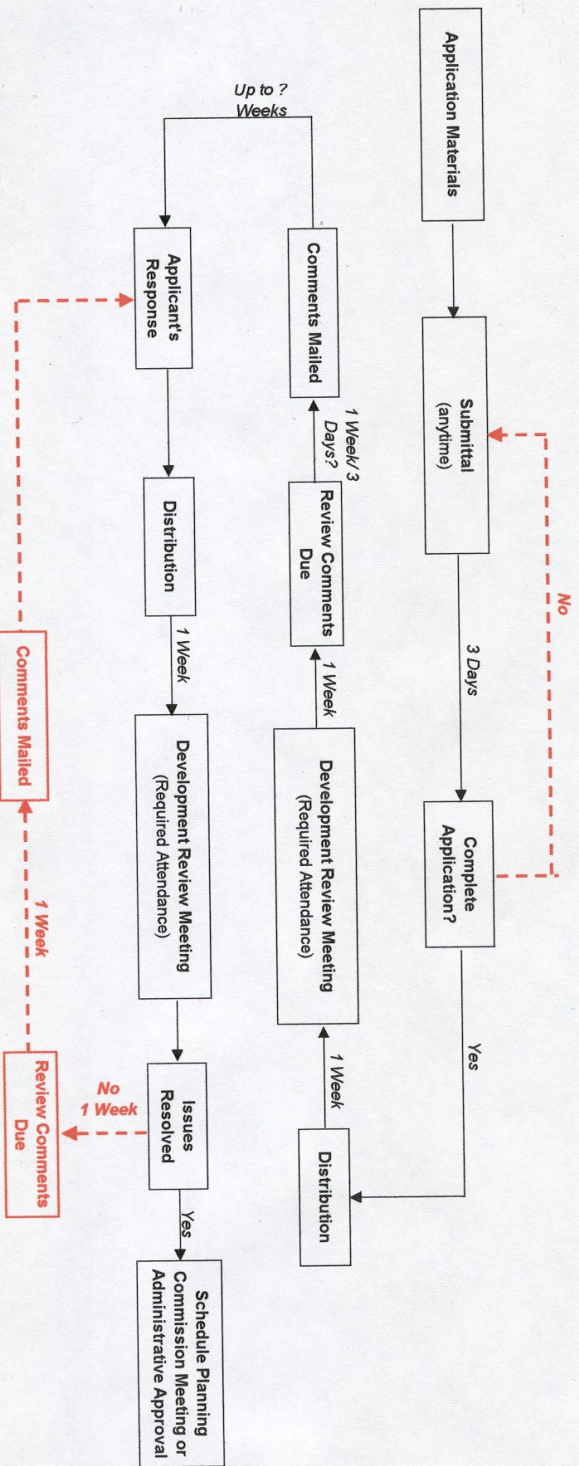 Application Materials
Submittal
(anytime)
No
3 Days
Complete
Application?
Yes
Distribution
1 Week
Development Review Meeting
(Required Attendance)
1 Week
Review Comments
Due
1 Week/ 3
Days?
Comments Mailed
Up to ?
Weeks
Applicant's
Response
Distribution
1 Week
Development Review Meeting
(Required Attendance)
Issues
Resolved
Yes
Schedule Planning
Commission Meeting or
Administrative Approval
No
1 Week
Review Comments
Due
1 Week
Comments Mailed